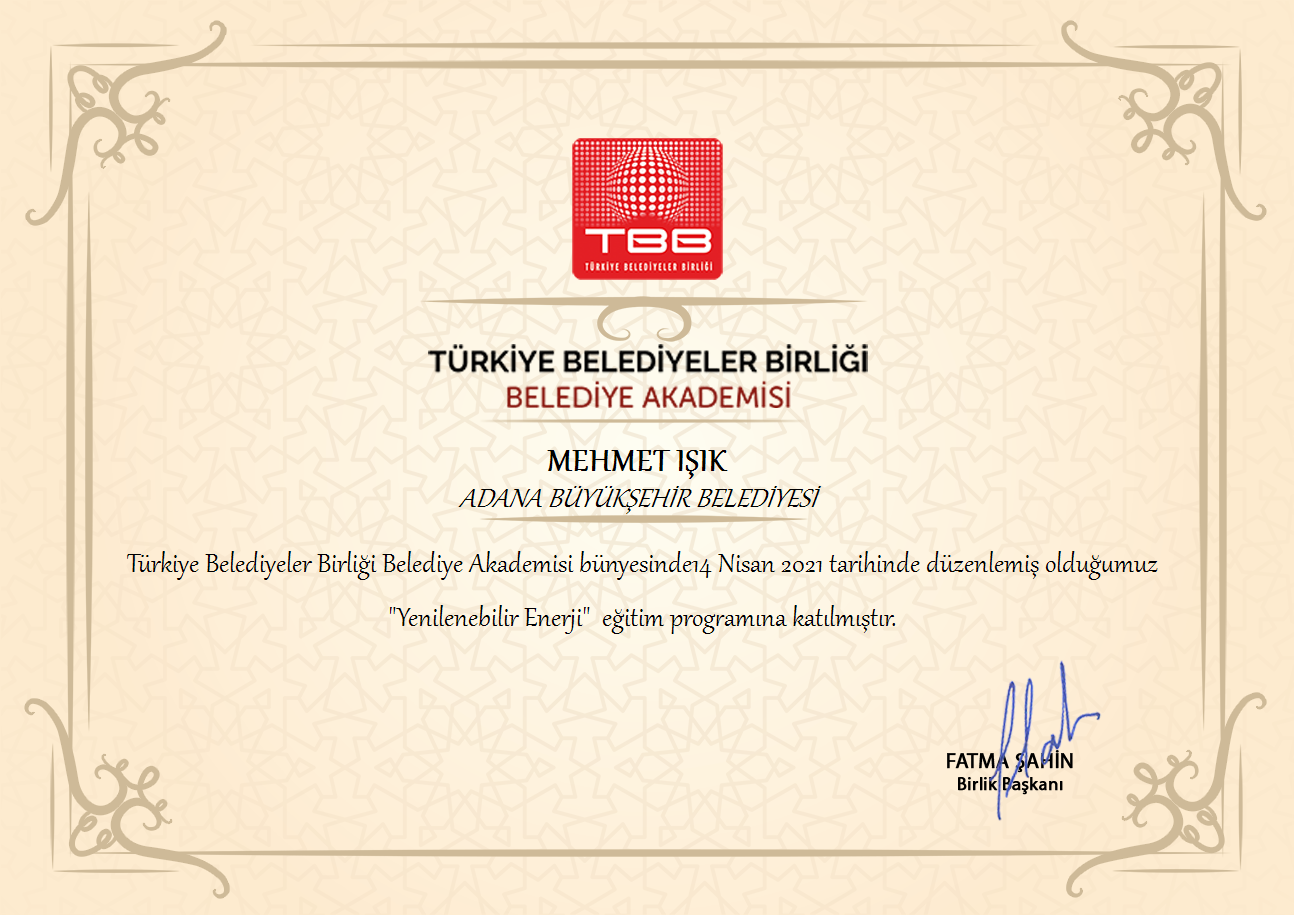 TBB
TÜRKİYE BELEDİYELER BİRLİĞİ
TÜRKİYE BELEDİYELER BİRLİĞİ
BELEDİYE AKADEMİSİ
MEHMET IŞIK
ADANA BÜYÜKŞEHİR BELEDİYESİ
Türkiye Belediyeler Birliği Belediye Akademisi bünyesinde14 Nisan 2021 tarihinde düzenlemiş olduğumuz
"Yenilenebilir Enerji" eğitim programına katılmıştır.
FATMA ŞAHİN
Birlik Başkanı